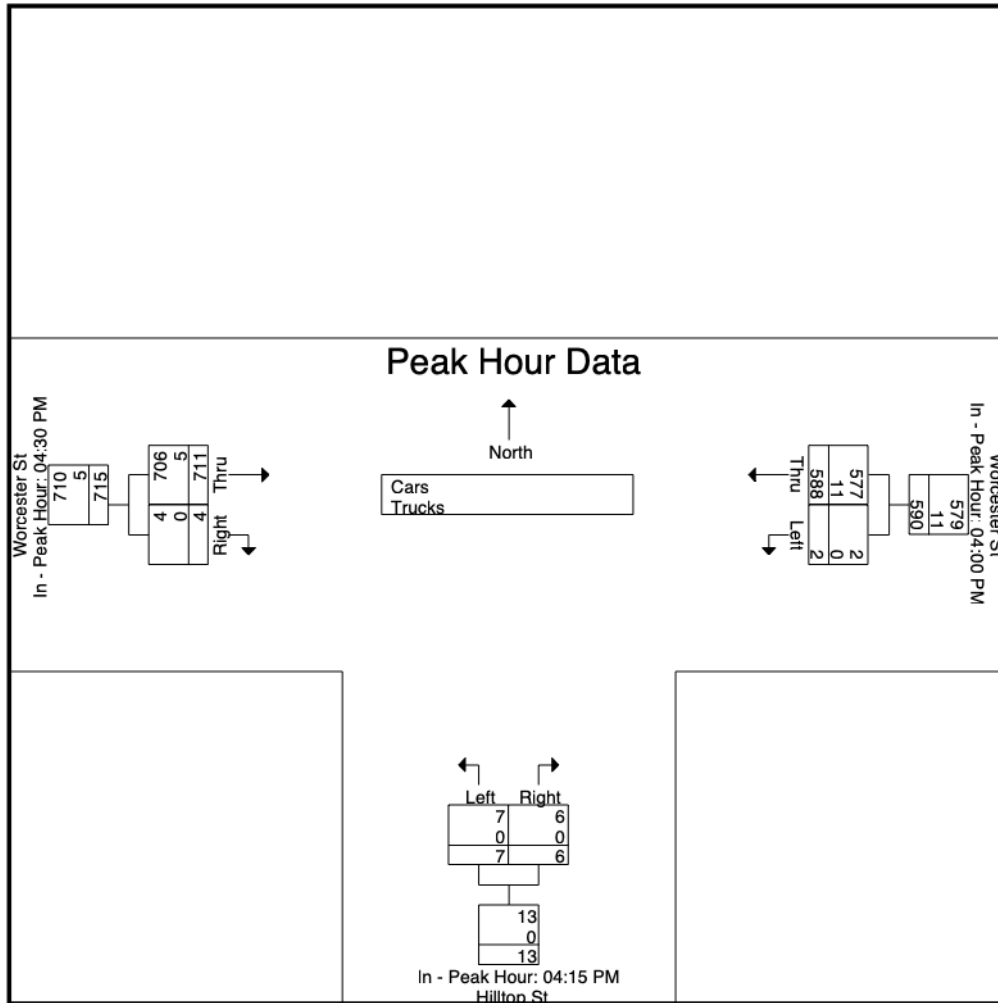 Peak Hour Data
North
Cars
Trucks
Worcester St
In - Peak Hour: 04:30 PM
710
5
715
706
5
711
Thru
4
0
4
Right
Worcester St
In - Peak Hour: 04:00 PM
579
11
590
577
11
588
Thru
2
0
2
Left
Left Right
7 6
0 0
7 6
13
0
13
In - Peak Hour: 04:15 PM
Hilltop St